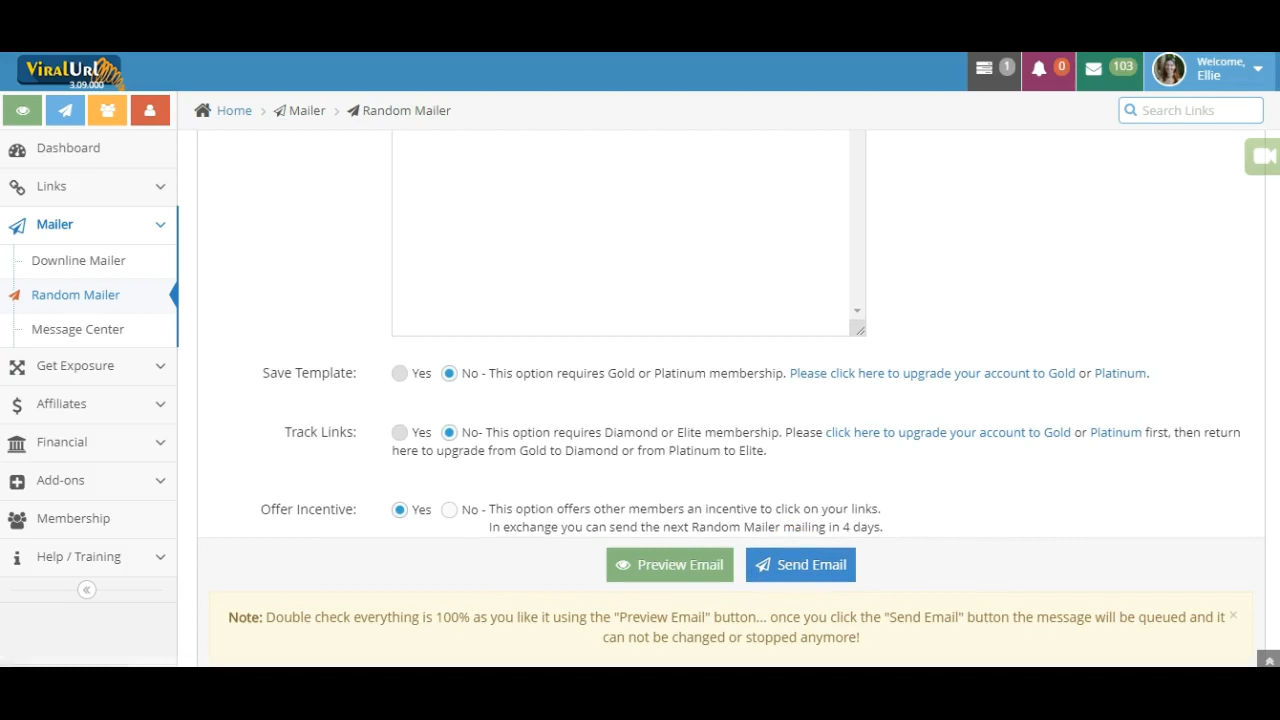 ViralUrl
3.09.000
1
0
103
Welcome,
Ellie
Home > Mailer > Random Mailer
Search Links
Dashboard
Links
Mailer
Downline Mailer
Random Mailer
Message Center
Get Exposure
Affiliates
Financial
Add-ons
Membership
Help / Training
Save Template: Yes No - This option requires Gold or Platinum membership. Please click here to upgrade your account to Gold or Platinum.
Track Links: Yes No- This option requires Diamond or Elite membership. Please click here to upgrade your account to Gold or Platinum first, then return
here to upgrade from Gold to Diamond or from Platinum to Elite.
Offer Incentive: Yes No - This option offers other members an incentive to click on your links.
In exchange you can send the next Random Mailer mailing in 4 days.
Preview Email
Send Email
Note: Double check everything is 100% as you like it using the "Preview Email" button... once you click the "Send Email" button the message will be queued and it
can not be changed or stopped anymore!